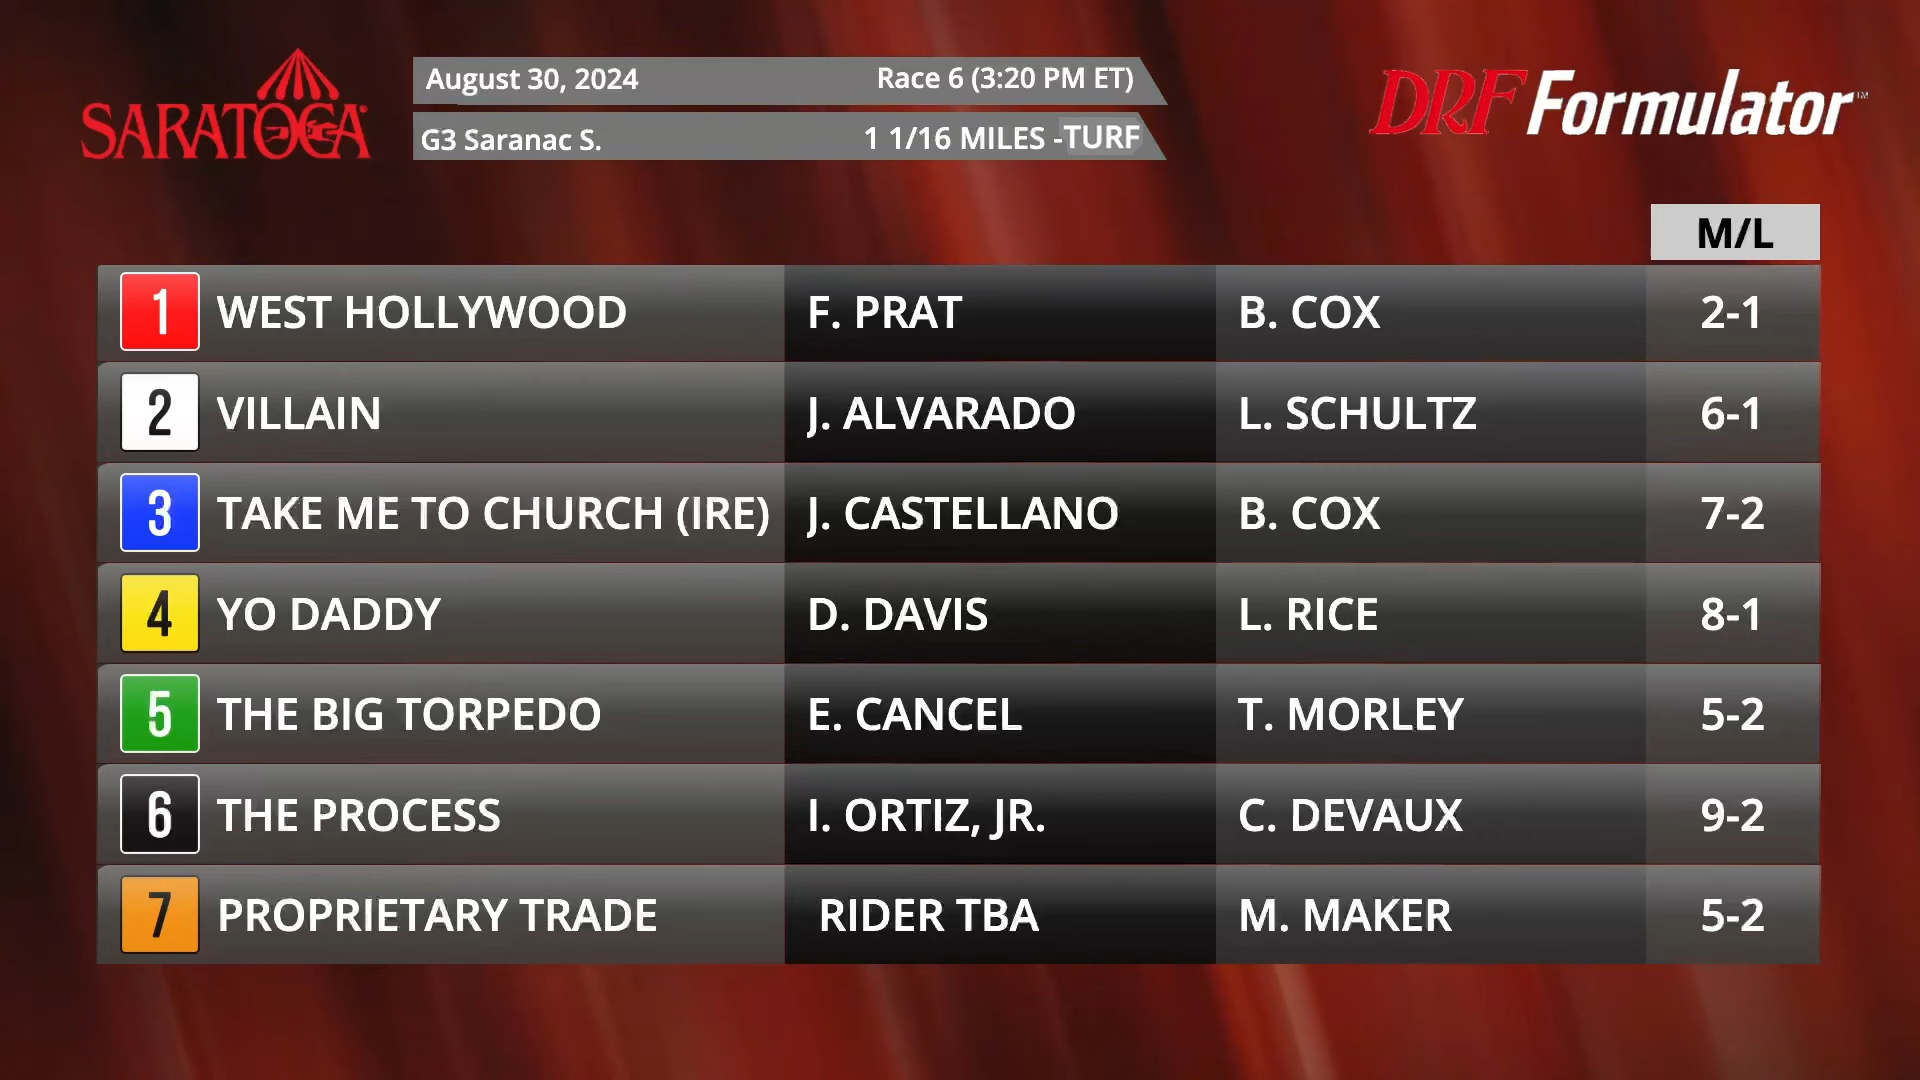 SARATOGA
August 30, 2024 Race 6 (3:20 PM ET)
G3 Saranac S. 1 1/16 MILES -TURF
DRF Formulator™
M/L
1 WEST HOLLYWOOD F. PRAT B. COX 2-1
2 VILLAIN J. ALVARADO L. SCHULTZ 6-1
3 TAKE ME TO CHURCH (IRE) J. CASTELLANO B. COX 7-2
4 YO DADDY D. DAVIS L. RICE 8-1
5 THE BIG TORPEDO E. CANCEL T. MORLEY 5-2
6 THE PROCESS I. ORTIZ, JR. C. DEVAUX 9-2
7 PROPRIETARY TRADE RIDER TBA M. MAKER 5-2